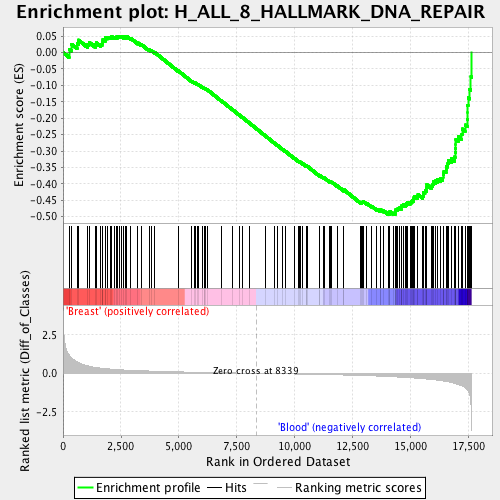 Enrichment plot: H_ALL_8_HALLMARK_DNA_REPAIR
Enrichment score (ES)
0.05
0.00
-0.05
-0.10
-0.15
-0.20
-0.25
-0.30
-0.35
-0.40
-0.45
-0.50
'Breast' (positively correlated)
Ranked list metric (Diff_of_Classes)
2.5
0.0
-2.5
Zero cross at 8339
'Blood' (negatively correlated)
0
2,500
5,000
7,500
10,000
12,500
15,000
17,500
Rank in Ordered Dataset
Enrichment profile
Hits
Ranking metric scores